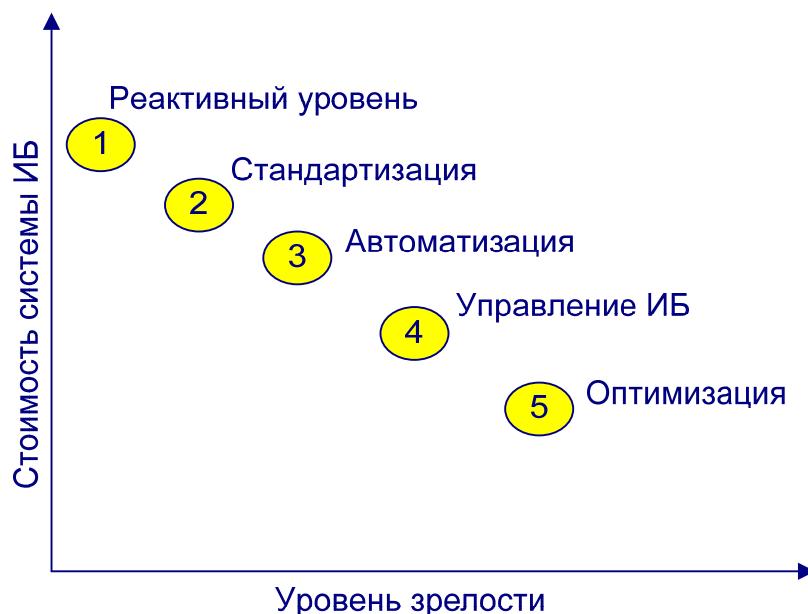 Реактивный уровень
1
Стандартизация
2
Автоматизация
3
Управление ИБ
4
Оптимизация
5
Стоимость системы ИБ
Уровень зрелости